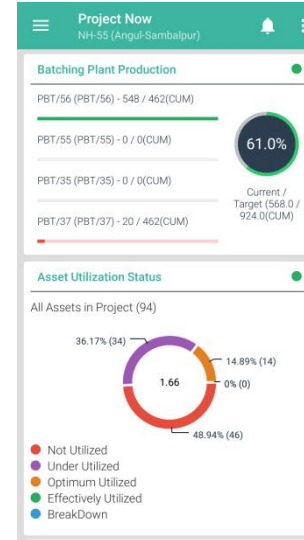 Project Now
NH-55 (Angul-Sambalpur)
Batching Plant Production
PBT/56 (PBT/56) - 548 / 462(CUM)
PBT/55 (PBT/55) - 0 / 0(CUM)
PBT/35 (PBT/35) - 0 / 0(CUM)
PBT/37 (PBT/37) - 20 / 462(CUM)
61.0%
Current /
Target (568.0 /
924.0(CUM)
Asset Utilization Status
All Assets in Project (94)
36.17% (34)
14.89% (14)
1.66
0% (0)
48.94% (46)
Not Utilized
Under Utilized
Optimum Utilized
Effectively Utilized
BreakDown